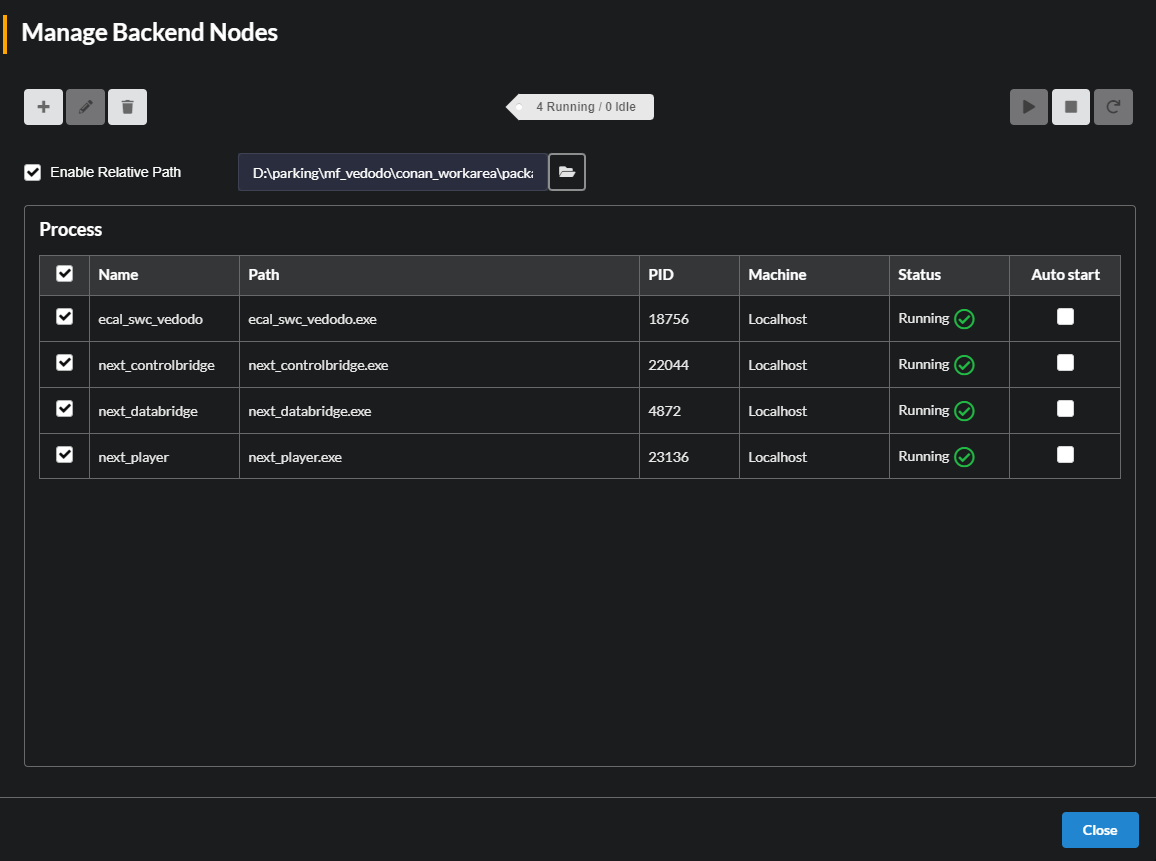 Manage Backend Nodes
4 Running / 0 Idle
Enable Relative Path
D:\parking\mf_vedodo\conan_workarea\packa
Process
Name Path PID Machine Status Auto start
ecal_swc_vedodo ecal_swc_vedodo.exe 18756 Localhost Running
next_controlbridge next_controlbridge.exe 22044 Localhost Running
next_databridge next_databridge.exe 4872 Localhost Running
next_player next_player.exe 23136 Localhost Running
Close